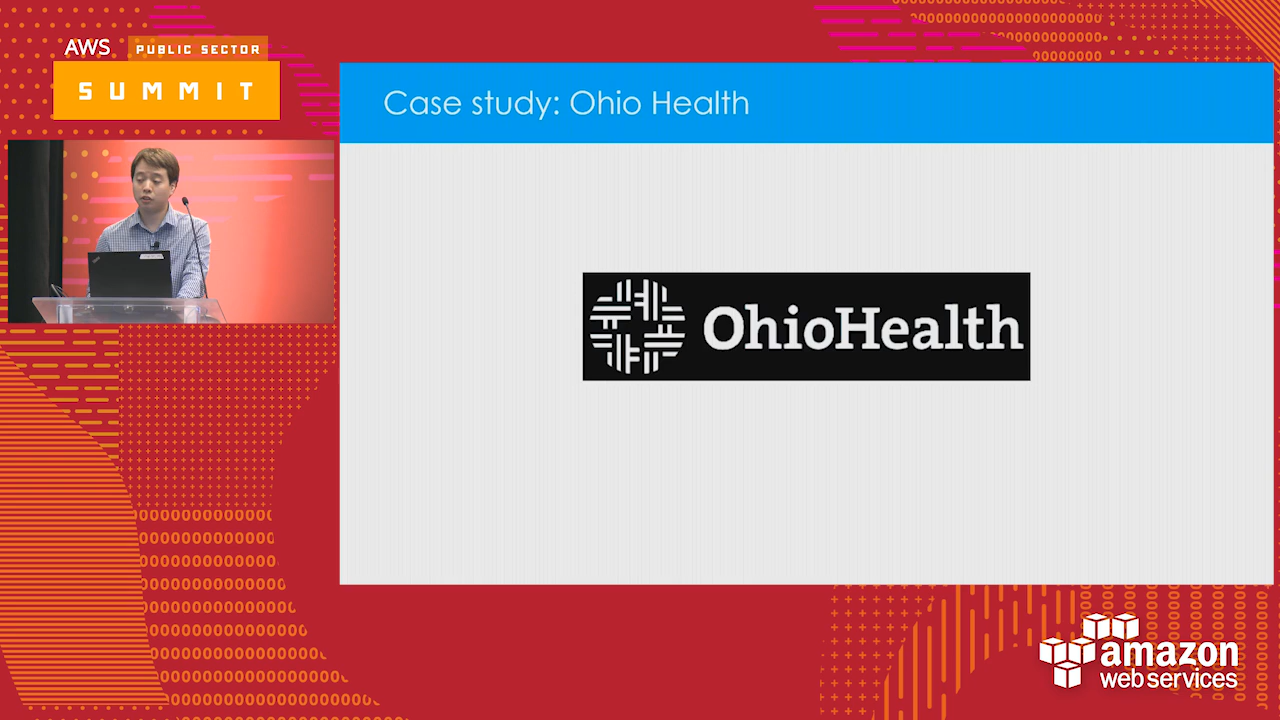 AWS PUBLIC SECTOR
SUMMIT
Case study: Ohio Health
OhioHealth
amazon
web services